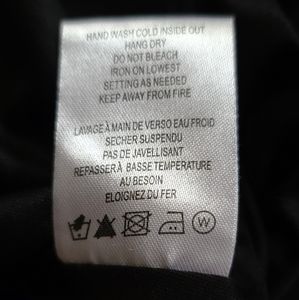 HAND WASH COLD INSIDE OUT
HANG DRY
DO NOT BLEACH
IRON ON LOWEST
SETTING AS NEEDED
KEEP AWAY FROM FIRE
LAVAGE À MAIN DE VERSO EAU FROID
SECHER SUSPENDU
PAS DE JAVELLISANT
REPASSER À BASSE TEMPERATURE
AU BESOIN
ELOIGNEZ DU FER
W